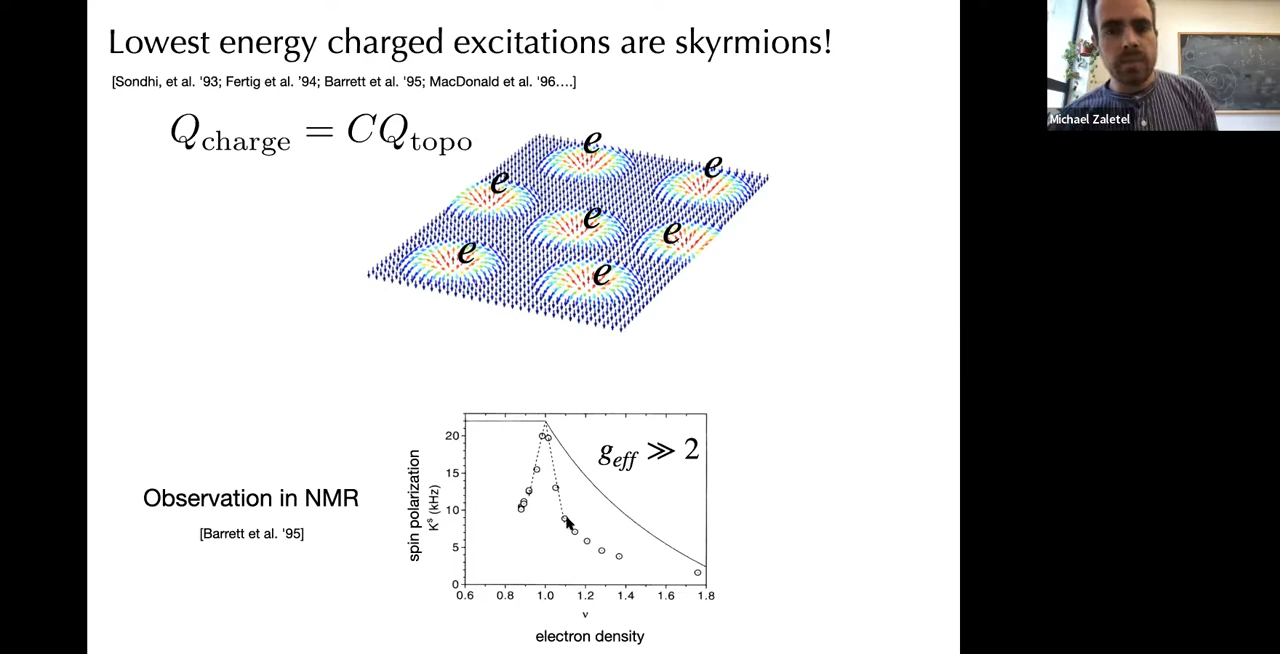 Lowest energy charged excitations are skyrmions!
[Sondhi, et al. '93; Fertig et al. '94; Barrett et al. '95; MacDonald et al. '96....]
Michael Zaletel
Q_charge = CQ_topo
e
e
e
e
e
e
e
Observation in NMR
[Barrett et al. '95]
spin polarization
K^s (kHz)
20
15
10
5
0
g_eff ≫ 2
0.6 0.8 1.0 1.2 1.4 1.6 1.8
ν
electron density